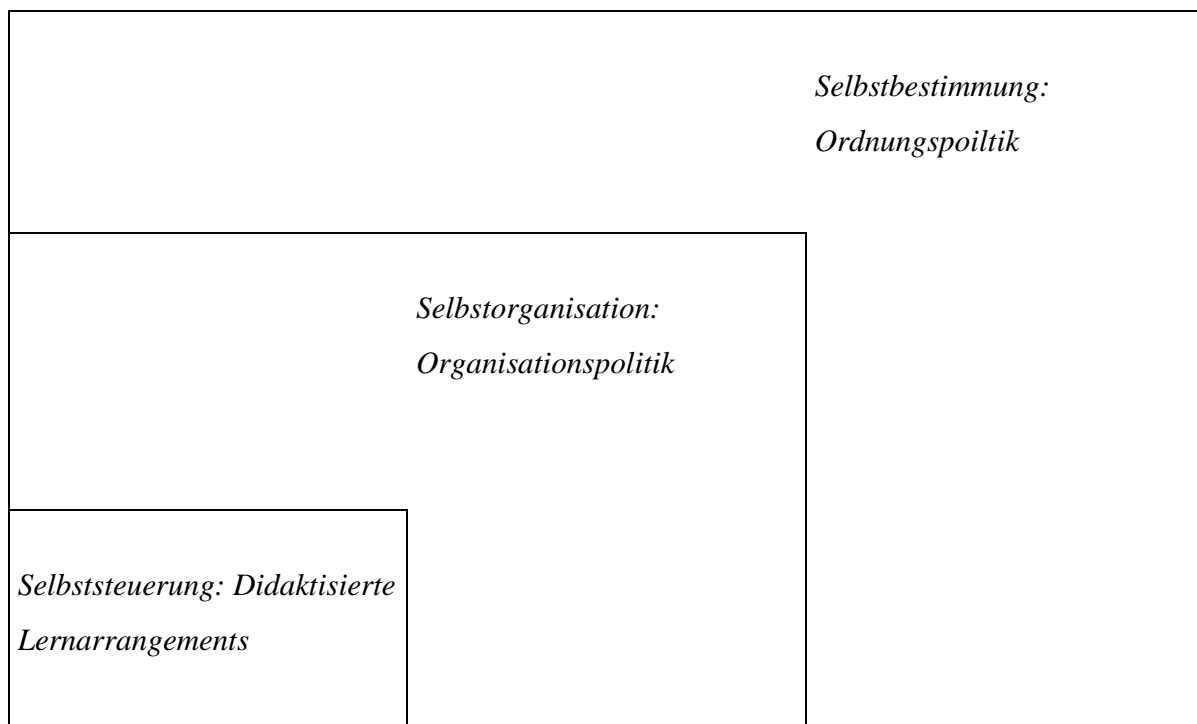 Selbstbestimmung:
Ordnungspoiltik
Selbstorganisation:
Organisationspolitik
Selbststeuerung: Didaktisierte
Lernarrangements